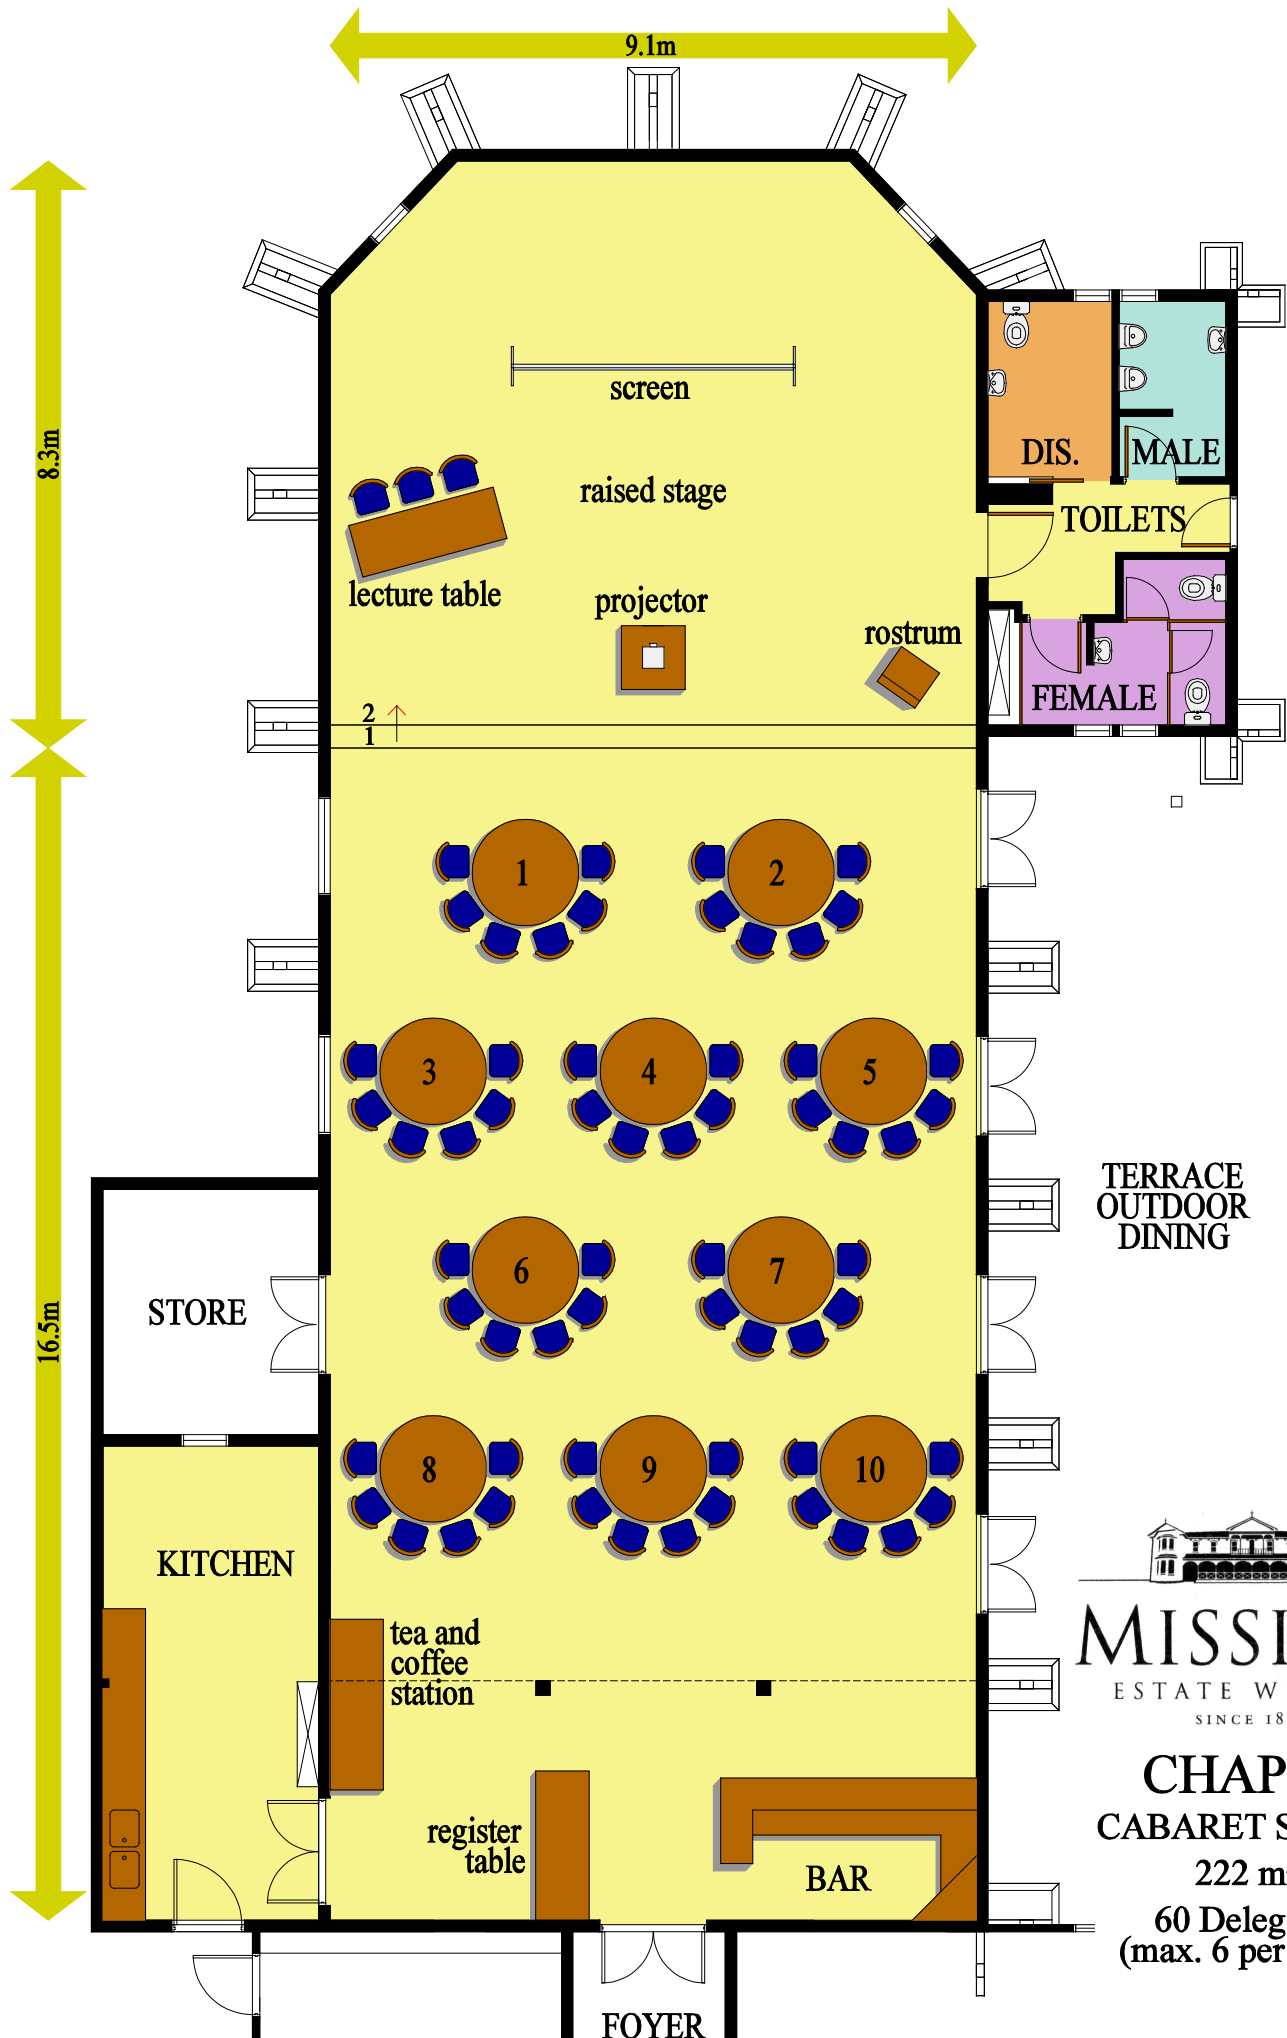 9.1m
8.3m
screen
raised stage
lecture table
projector
rostrum
2
1
DIS.
MALE
TOILETS
FEMALE
1
2
3
4
5
6
7
8
9
10
16.5m
TERRACE
OUTDOOR
DINING
STORE
KITCHEN
tea and
coffee
station
register
table
BAR
FOYER
MISSI
ESTATE W
SINCE 18
CHAP
CABARET S
222 m
60 Deleg
(max. 6 per